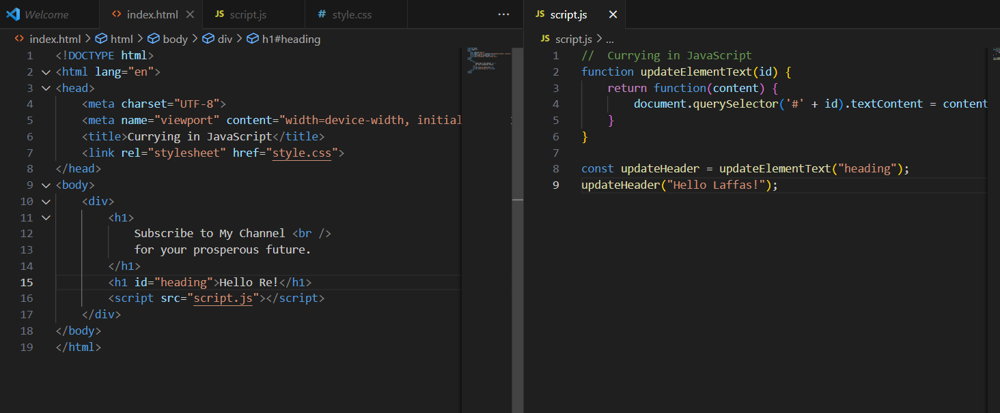 Welcome
index.html
JS script.js
# style.css
...
JS script.js
index.html > html > body > div > h1#heading
JS script.js > ...
1 <!DOCTYPE html>
2 <html lang="en">
3 <head>
4 <meta charset="UTF-8">
5 <meta name="viewport" content="width=device-width, initial
6 <title>Currying in JavaScript</title>
7 <link rel="stylesheet" href="style.css">
8 </head>
9 <body>
10 <div>
11 <h1>
12 Subscribe to My Channel <br />
13 for your prosperous future.
14 </h1>
15 <h1 id="heading">Hello Re!</h1>
16 <script src="script.js"></script>
17 </div>
18 </body>
19 </html>
1 //  Currying in JavaScript
2 function updateElementText(id) {
3 return function(content) {
4 document.querySelector('#' + id).textContent = content
5 }
6 }
7
8 const updateHeader = updateElementText("heading");
9 updateHeader("Hello Laffas!");